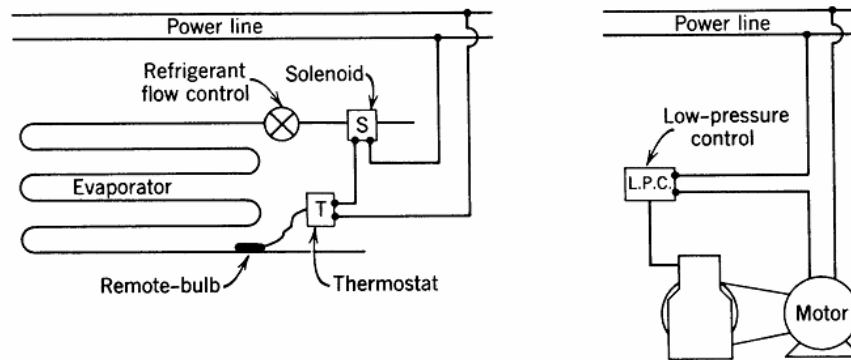 Power line
Refrigerant
flow control
Solenoid
S
Evaporator
T
Remote-bulb
Thermostat
Power line
Low-pressure
control
L.P.C.
Motor